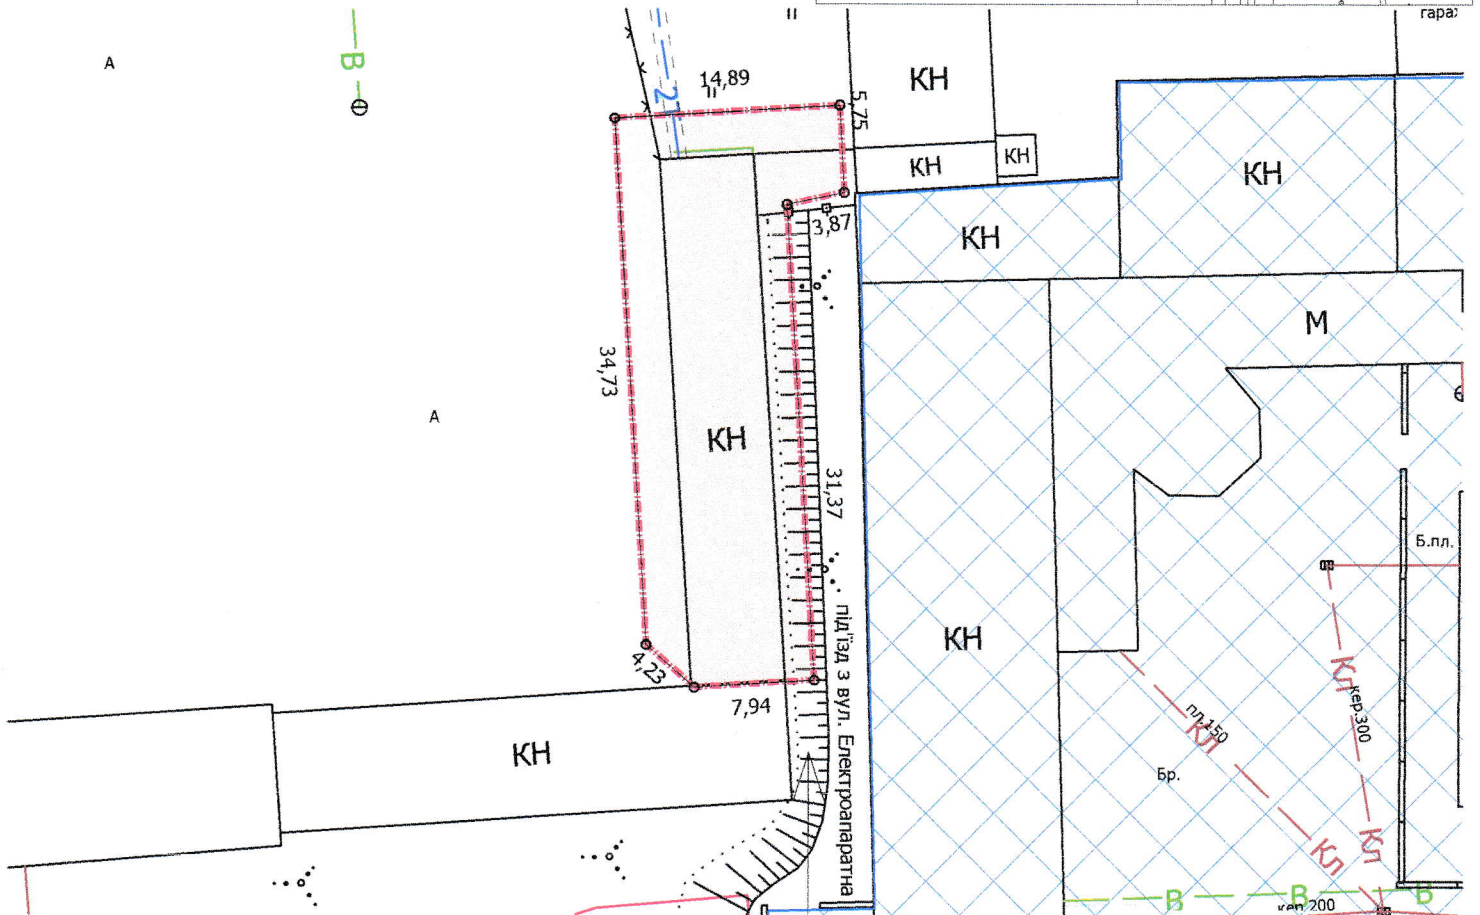 гараж
А
В
2
14,89
5,75
КН
КН
КН
КН
КН
3,87
М
34,73
А
КН
31,37
Б.пл.
під'їзд з вул. Електроапаратна
КН
4,23
7,94
КН
Кл
кер.300
пл.150
Кл
Бр.
Кл
Кл
В
В
В
кер.200